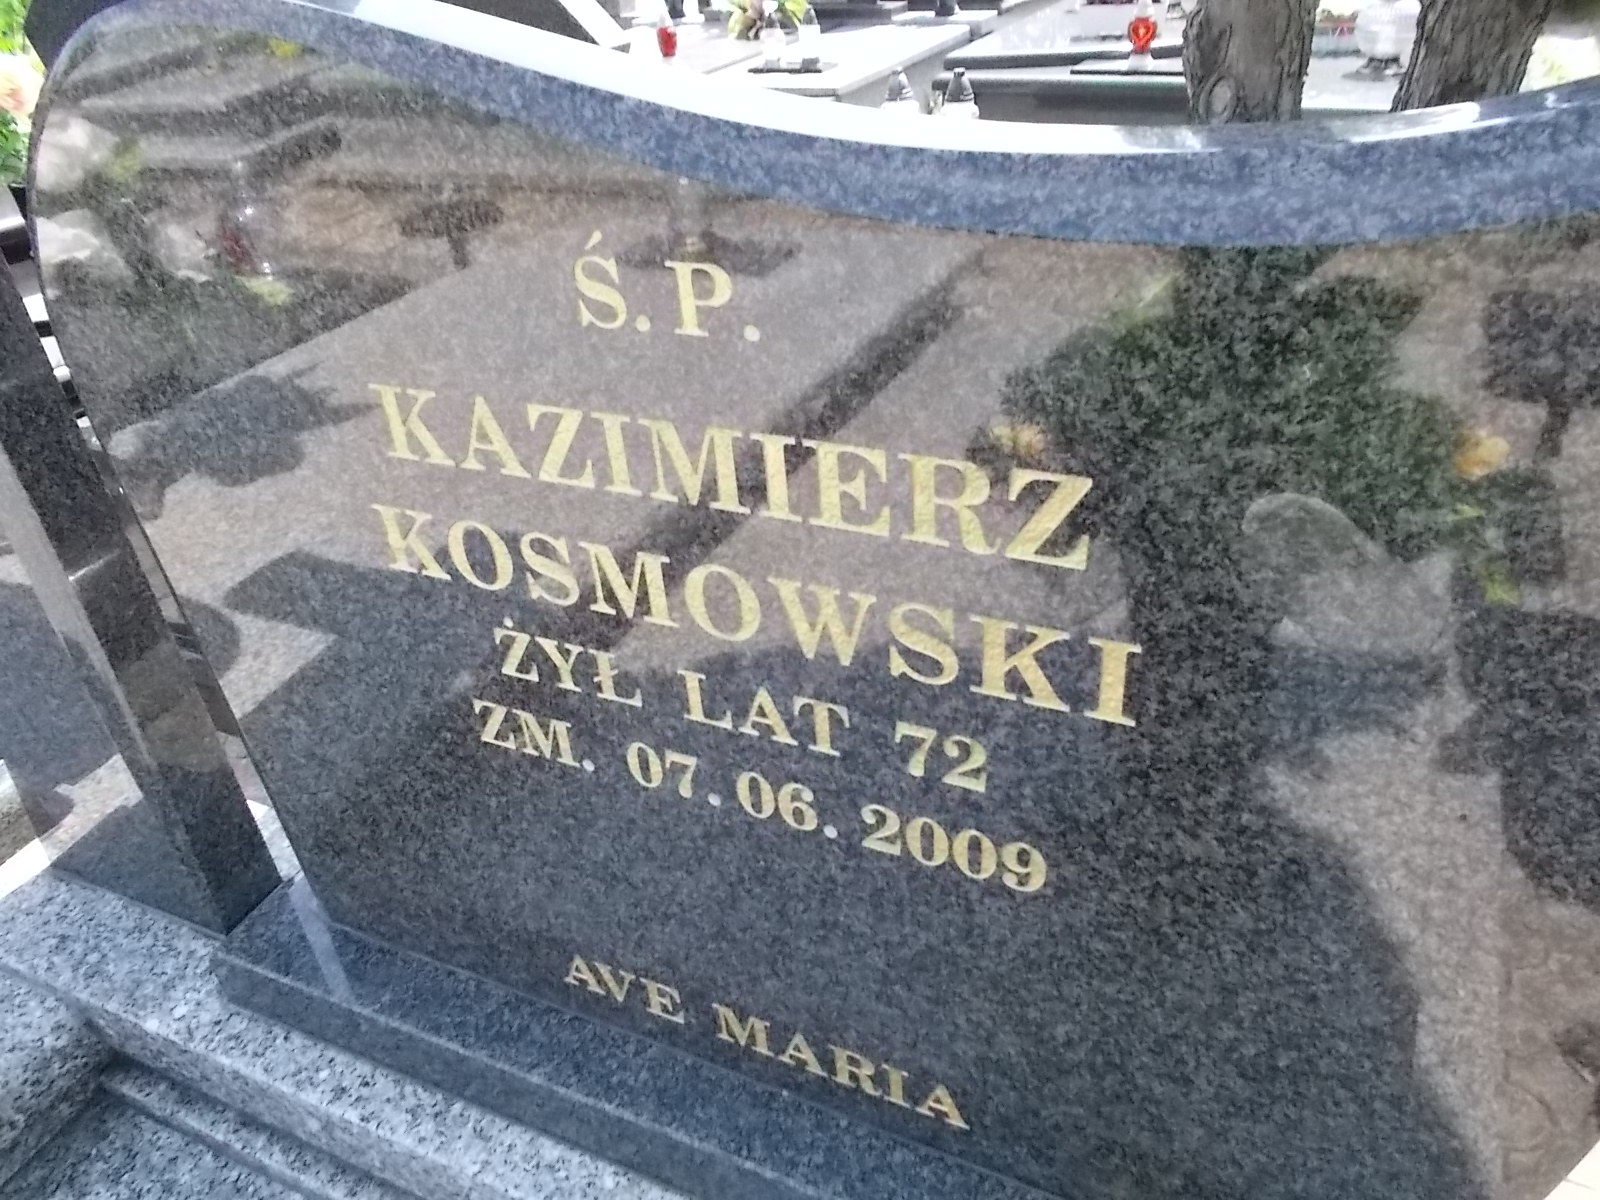 Ś.P.
KAZIMIERZ
KOSMOWSKI
ŻYŁ LAT 72
ZM. 07.06.2009
AVE MARIA